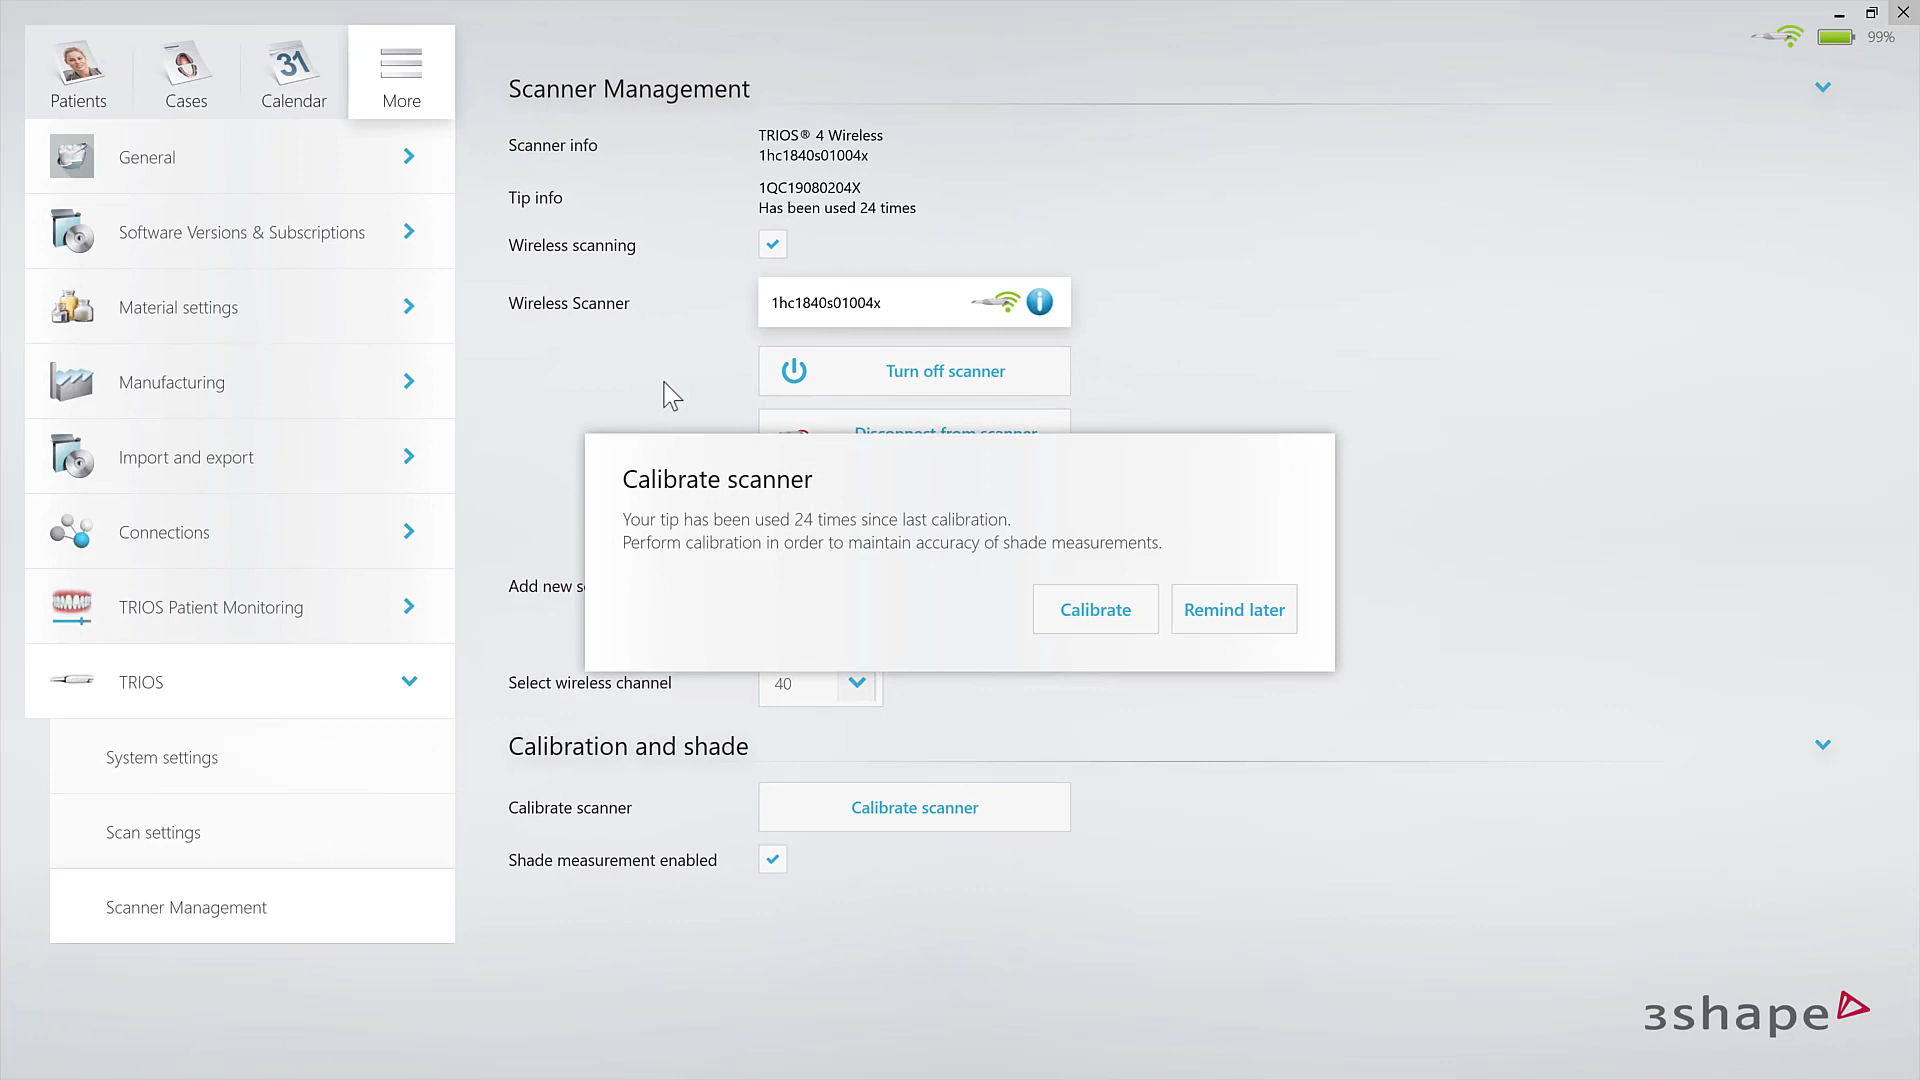 99%
Patients
Cases
31
Calendar
More
General
Software Versions & Subscriptions
Material settings
Manufacturing
Import and export
Connections
TRIOS Patient Monitoring
TRIOS
System settings
Scan settings
Scanner Management
Scanner Management
Scanner info
TRIOS® 4 Wireless
1hc1840s01004x
Tip info
1QC19080204X
Has been used 24 times
Wireless scanning
Wireless Scanner
1hc1840s01004x
Turn off scanner
Disconnect from scanner
Calibrate scanner
Your tip has been used 24 times since last calibration.
Perform calibration in order to maintain accuracy of shade measurements.
Calibrate
Remind later
Add new
Select wireless channel
40
Calibration and shade
Calibrate scanner
Calibrate scanner
Shade measurement enabled
3shape